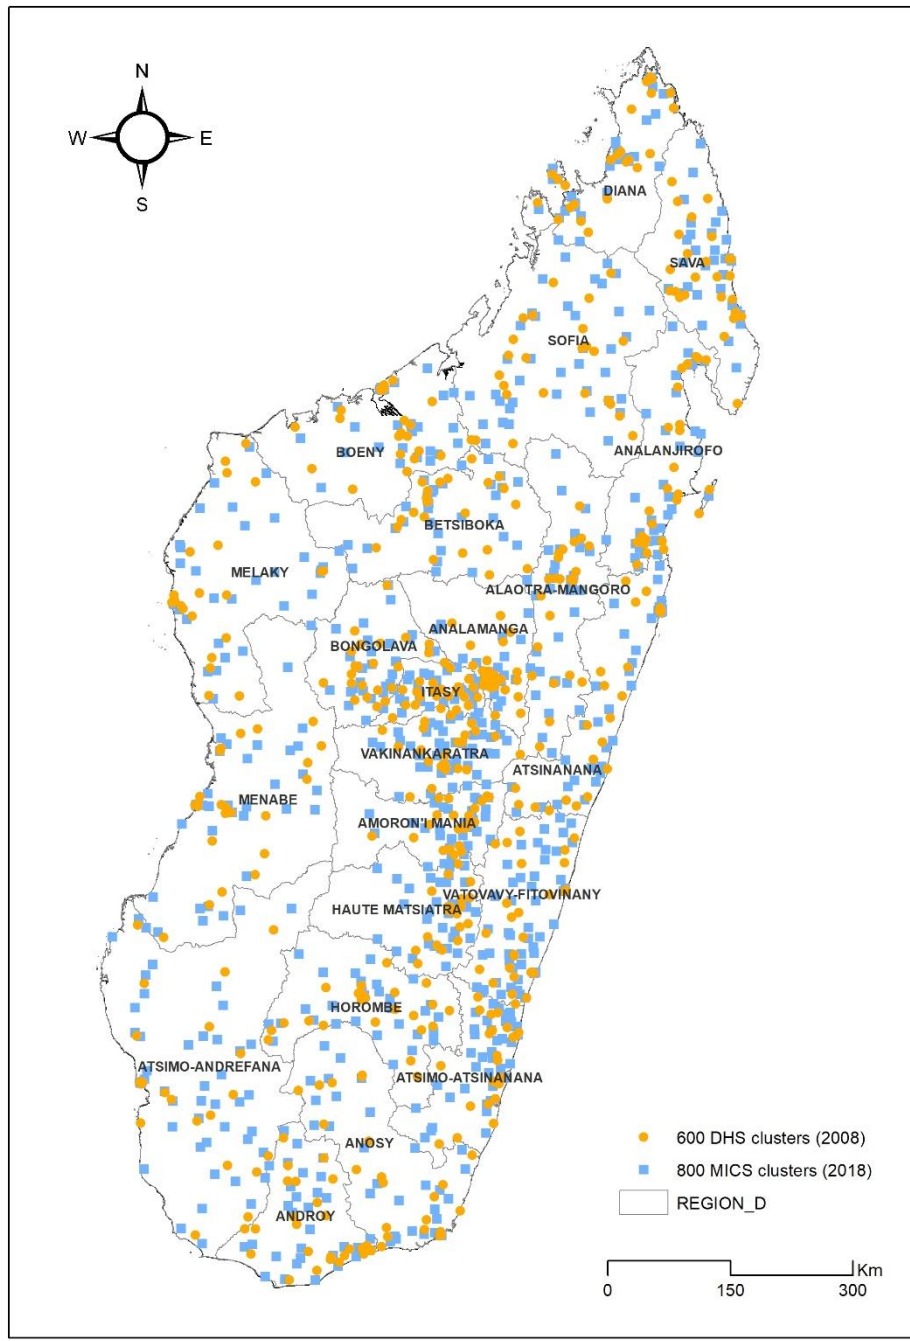 N
W E
S
DIANA
SAVA
SOFIA
ANALANJIROFO
BOENY
BETSIBOKA
MELAKY
ALAOTRA-MANGORO
ANALAMANGA
BONGOLAVA
ITASY
VAKINANKARATRA
ATSINANANA
MENABE
AMORON'I MANIA
VATOVAVY-FITOVINANY
HAUTE MATSIATRA
HOROMBE
ATSIMO-ANDREFANA
ATSIMO-ATSINANANA
ANOSY
ANDROY
600 DHS clusters (2008)
800 MICS clusters (2018)
REGION_D
Km
0 150 300